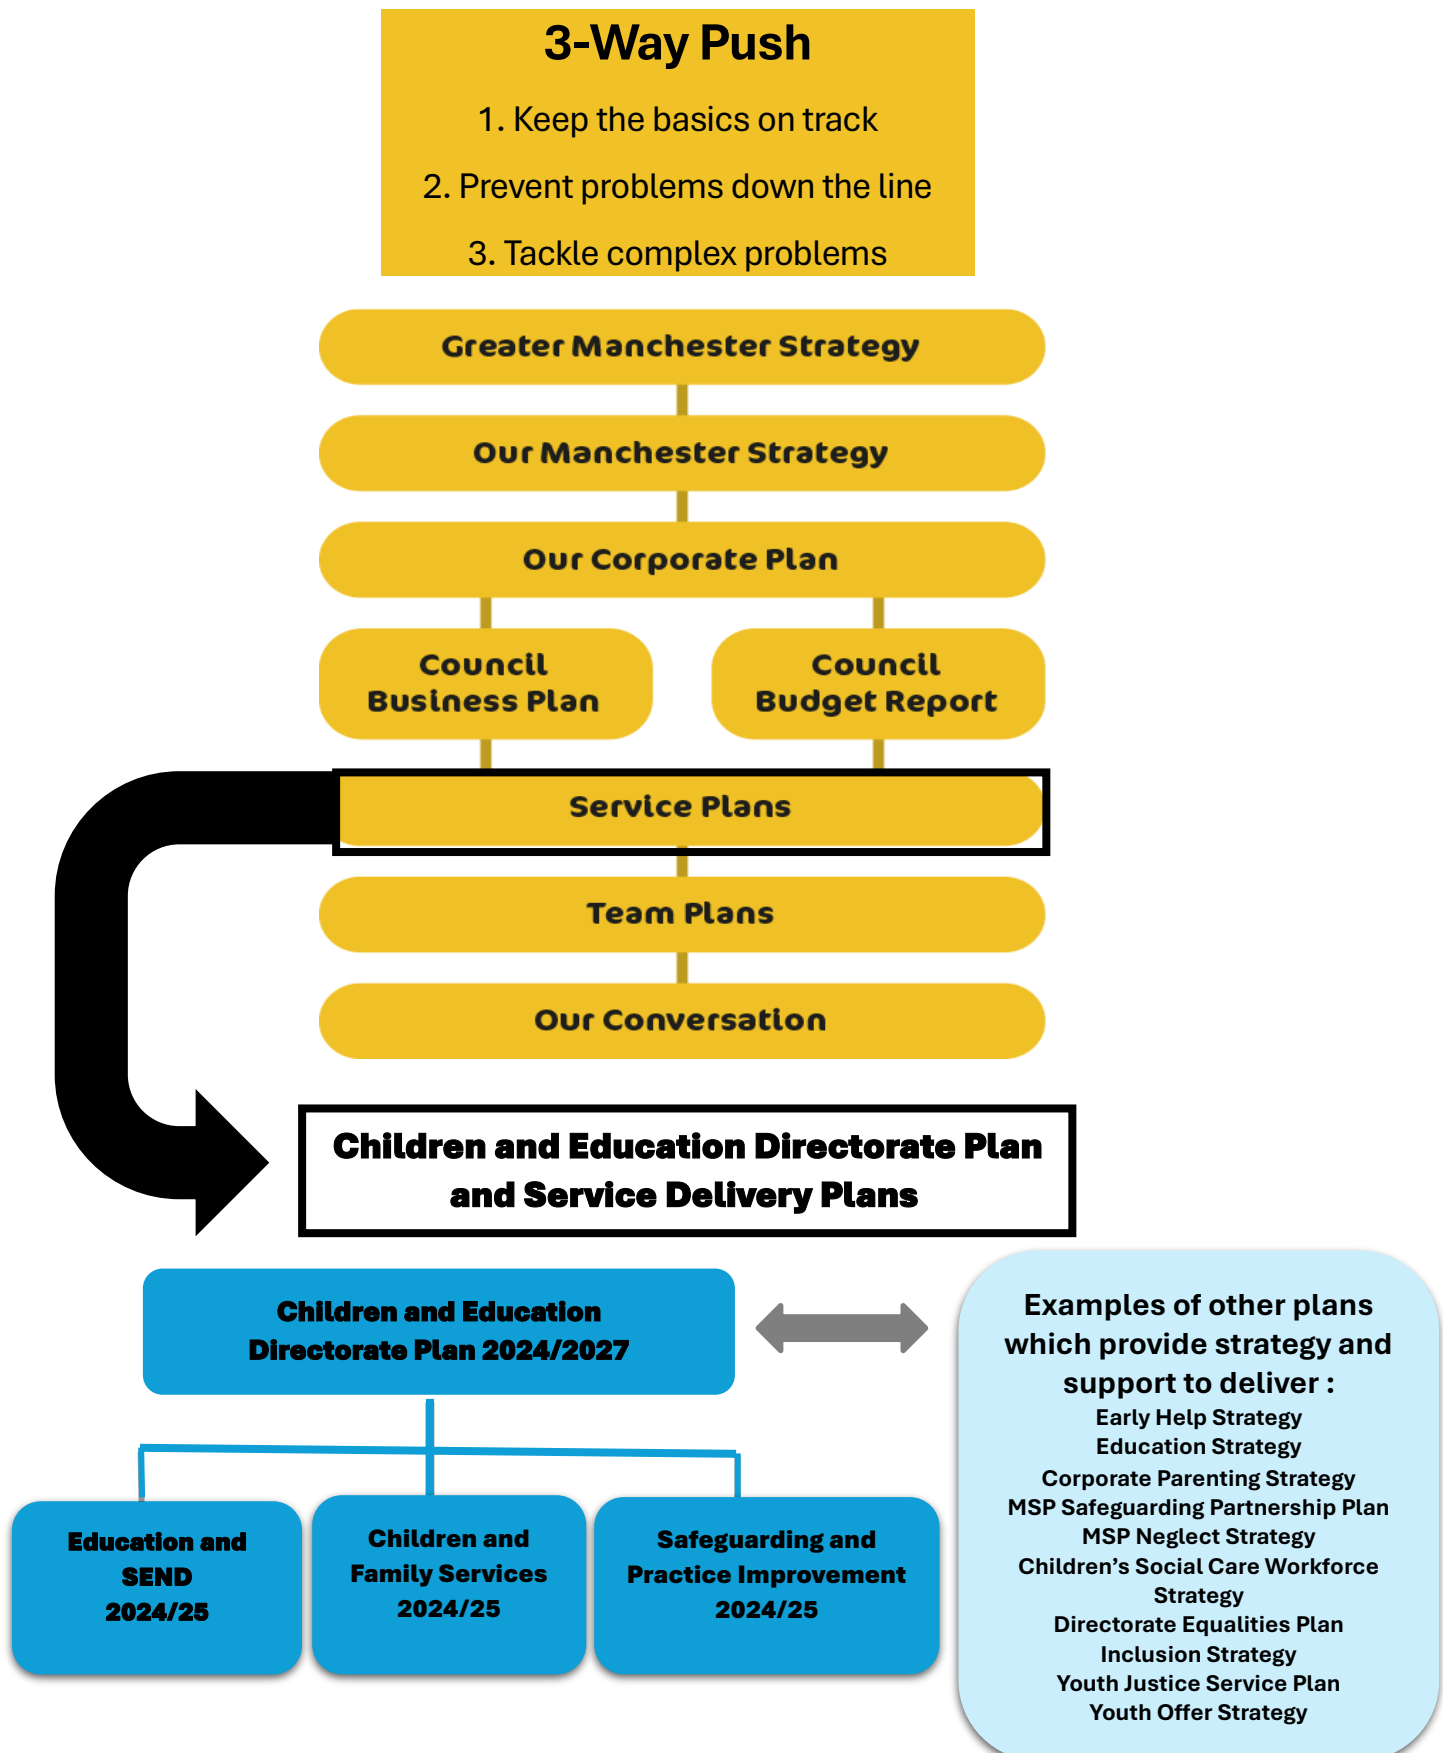 3-Way Push
1. Keep the basics on track
2. Prevent problems down the line
3. Tackle complex problems
Greater Manchester Strategy
Our Manchester Strategy
Our Corporate Plan
Council
Business Plan
Council
Budget Report
Service Plans
Team Plans
Our Conversation
Children and Education Directorate Plan
and Service Delivery Plans
Children and Education
Directorate Plan 2024/2027
Education and
SEND
2024/25
Children and
Family Services
2024/25
Safeguarding and
Practice Improvement
2024/25
Examples of other plans
which provide strategy and
support to deliver :
Early Help Strategy
Education Strategy
Corporate Parenting Strategy
MSP Safeguarding Partnership Plan
MSP Neglect Strategy
Children’s Social Care Workforce
Strategy
Directorate Equalities Plan
Inclusion Strategy
Youth Justice Service Plan
Youth Offer Strategy